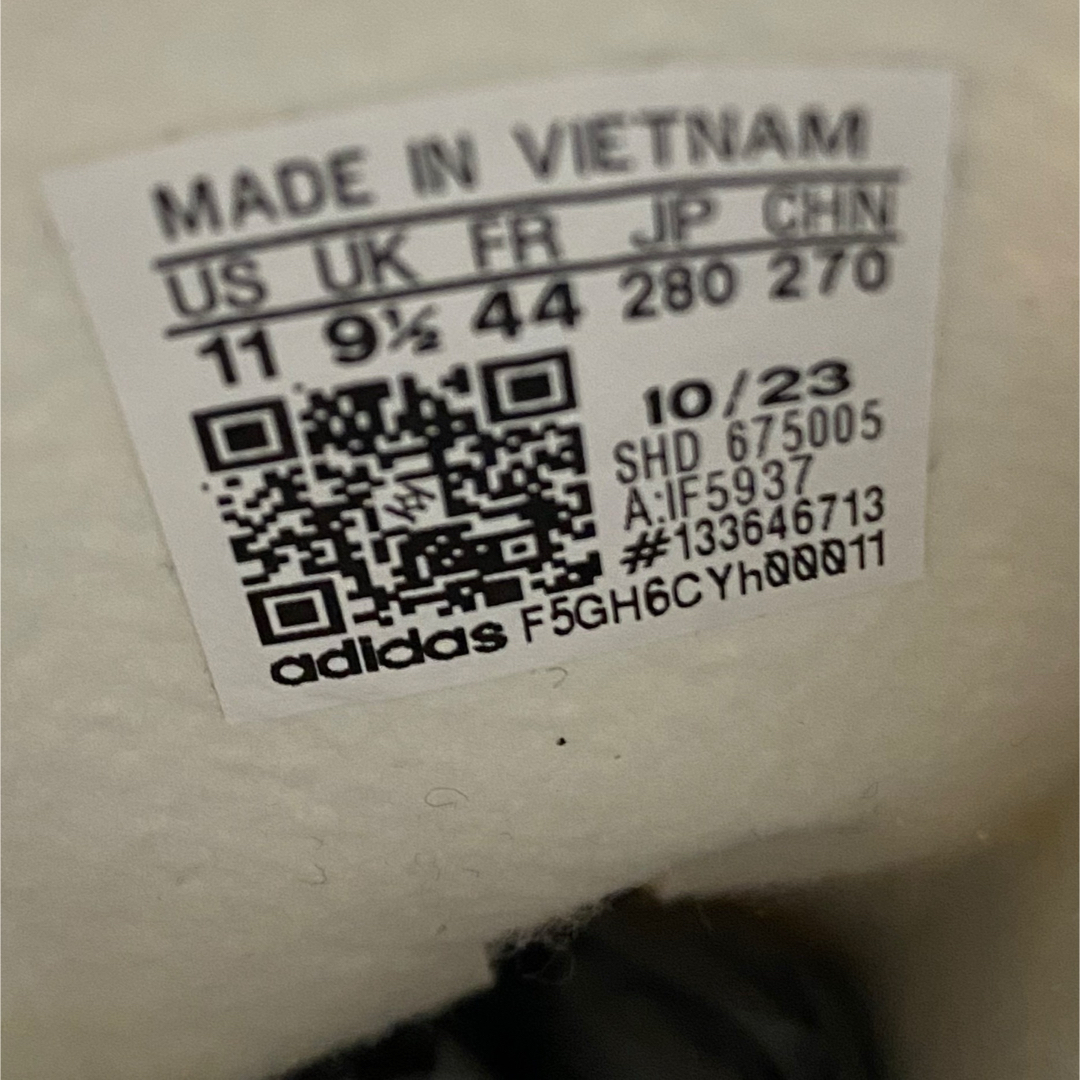 MADE IN VIETNAM
US UK FR JP CHN
11 9½ 44 280 270
10/23
SHD 675005
A:IF5937
#133646713
adidas F5GH6CYh00011